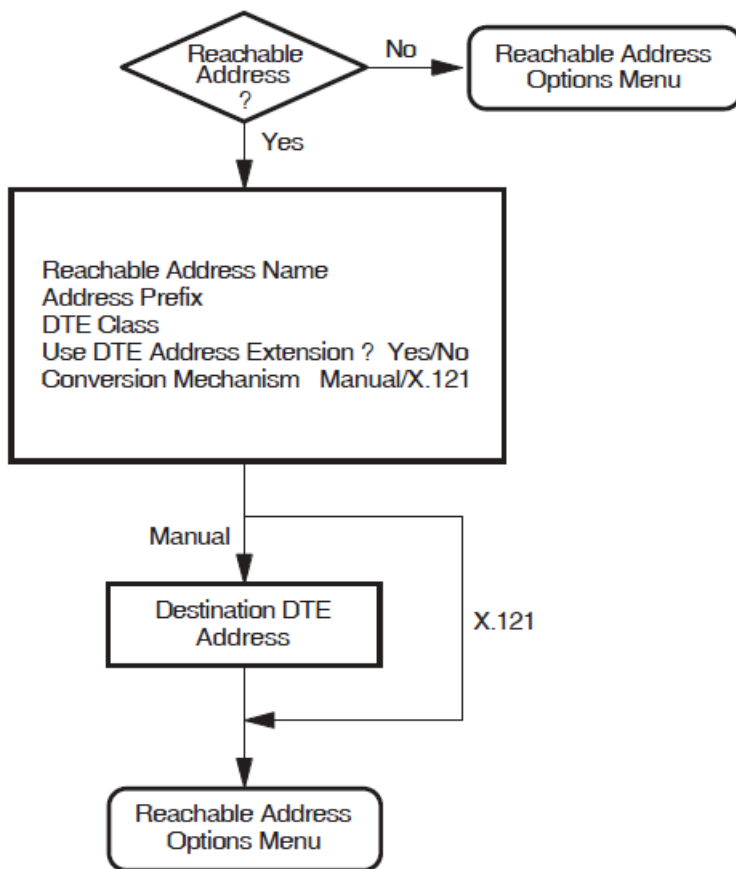 Reachable
Address
?
No
Reachable Address
Options Menu
Yes
Reachable Address Name
Address Prefix
DTE Class
Use DTE Address Extension ? Yes/No
Conversion Mechanism Manual/X.121
Manual
Destination DTE
Address
X.121
Reachable Address
Options Menu